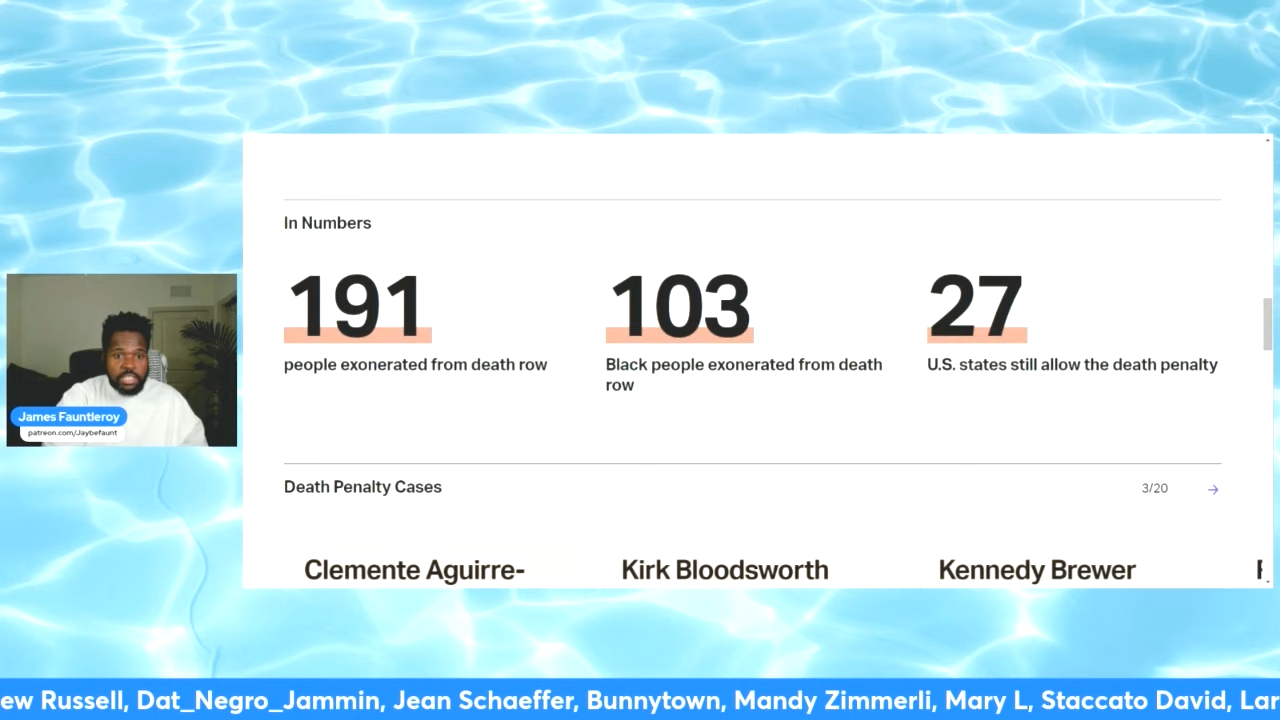 In Numbers
191
103
27
people exonerated from death row
Black people exonerated from death
row
U.S. states still allow the death penalty
Death Penalty Cases
3/20
Clemente Aguirre-
Kirk Bloodsworth
Kennedy Brewer
James Fauntleroy
patreon.com/Jaybefaunt
ew Russell, Dat_Negro_Jammin, Jean Schaeffer, Bunnytown, Mandy Zimmerli, Mary L, Staccato David, Lar